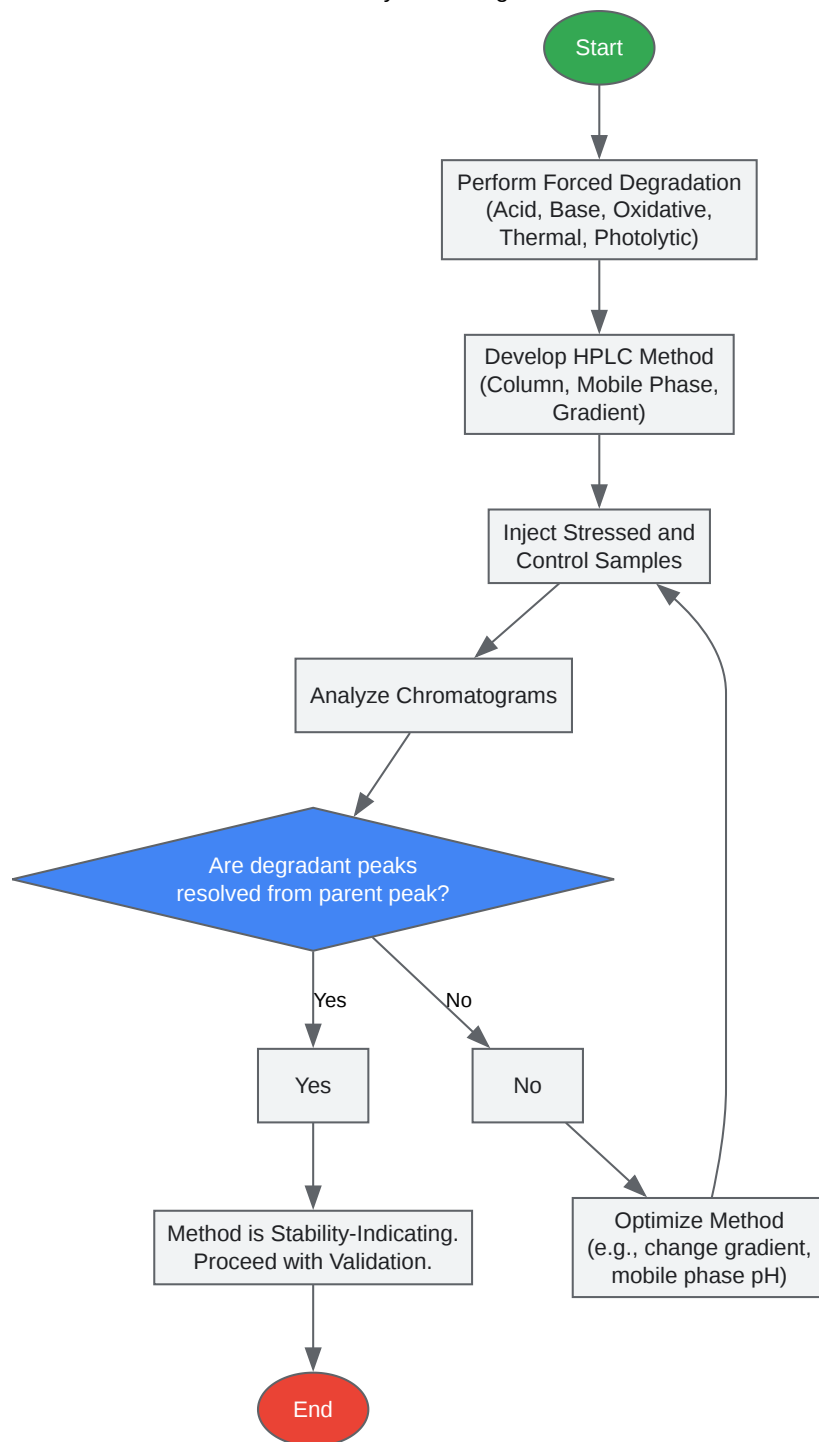 Start
Perform Forced Degradation
(Acid, Base, Oxidative,
Thermal, Photolytic)
Develop HPLC Method
(Column, Mobile Phase,
Gradient)
Inject Stressed and
Control Samples
Analyze Chromatograms
Are degradant peaks
resolved from parent peak?
Yes
No
Yes
No
Optimize Method
(e.g., change gradient,
mobile phase pH)
Method is Stability-Indicating.
Proceed with Validation.
End